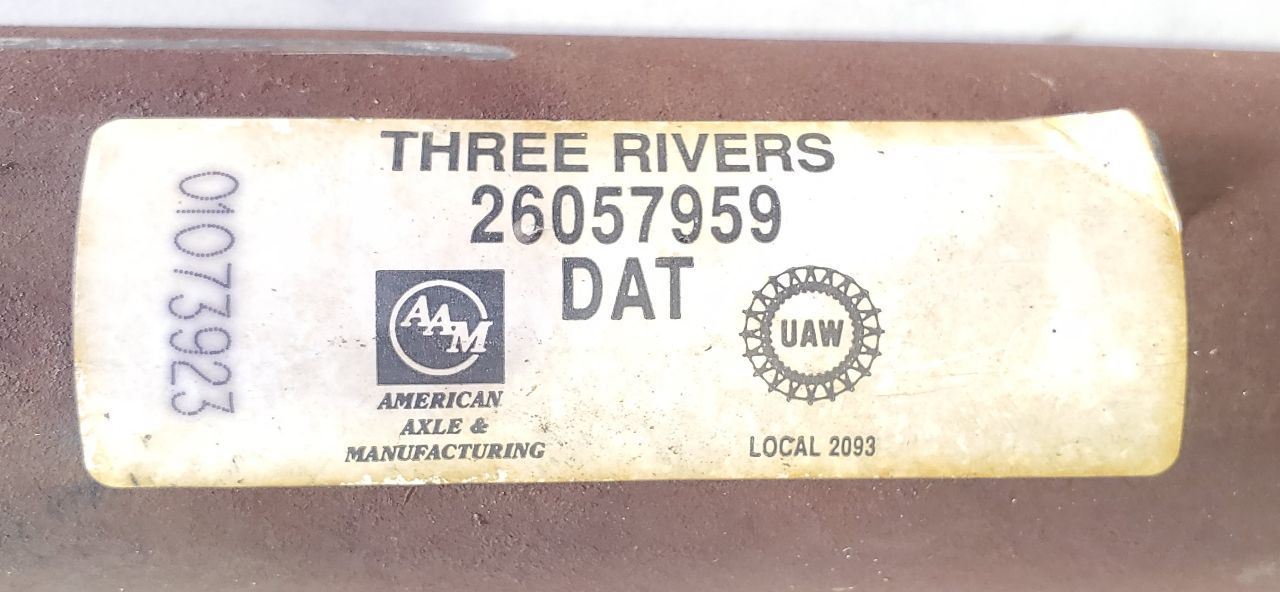 THREE RIVERS
26057959
DAT
01073923
AAM
AMERICAN
AXLE &
MANUFACTURING
UAW
LOCAL 2093